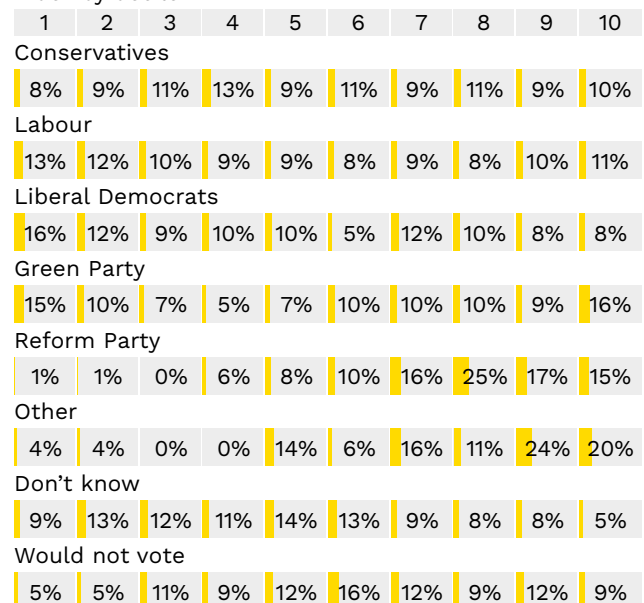 1 2 3 4 5 6 7 8 9 10
Conservatives
8% 9% 11% 13% 9% 11% 9% 11% 9% 10%
Labour
13% 12% 10% 9% 9% 8% 9% 8% 10% 11%
Liberal Democrats
16% 12% 9% 10% 10% 5% 12% 10% 8% 8%
Green Party
15% 10% 7% 5% 7% 10% 10% 10% 9% 16%
Reform Party
1% 1% 0% 6% 8% 10% 16% 25% 17% 15%
Other
4% 4% 0% 0% 14% 6% 16% 11% 24% 20%
Don’t know
9% 13% 12% 11% 14% 13% 9% 8% 8% 5%
Would not vote
5% 5% 11% 9% 12% 16% 12% 9% 12% 9%